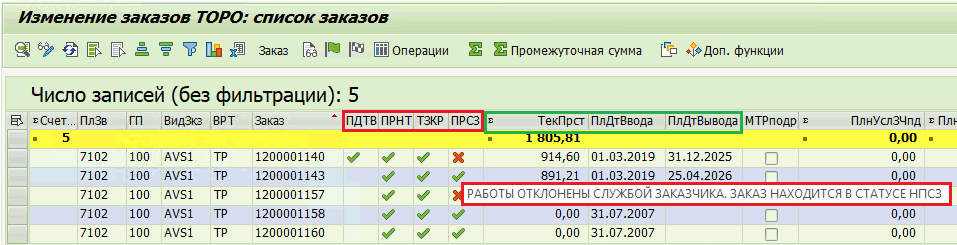 Изменение заказов ТОРО: список заказов
Заказ Операции Промежуточная сумма Доп. функции
Число записей (без фильтрации): 5
Счет... ПлЗв ГП ВидЗкз ВРТ Заказ ПДТВ ПРНТ ТЗКР ПРСЗ ТекПрст ПлДтВвода ПлДтВывода МТРподр ПлнУслЗЧпд Плн
5 1 805,81 0,00
7102 100 AVS1 TP 1200001140 914,60 01.03.2019 31.12.2025 0,00
7102 100 AVS1 TP 1200001143 891,21 01.03.2019 25.04.2026 0,00
7102 100 AVS1 TP 1200001157 РАБОТЫ ОТКЛОНЕНЫ СЛУЖБОЙ ЗАКАЗЧИКА. ЗАКАЗ НАХОДИТСЯ В СТАТУСЕ НПСЗ
7102 100 AVS1 TP 1200001158 0,00 31.07.2007 0,00
7102 100 AVS1 TP 1200001160 0,00 31.07.2007 0,00